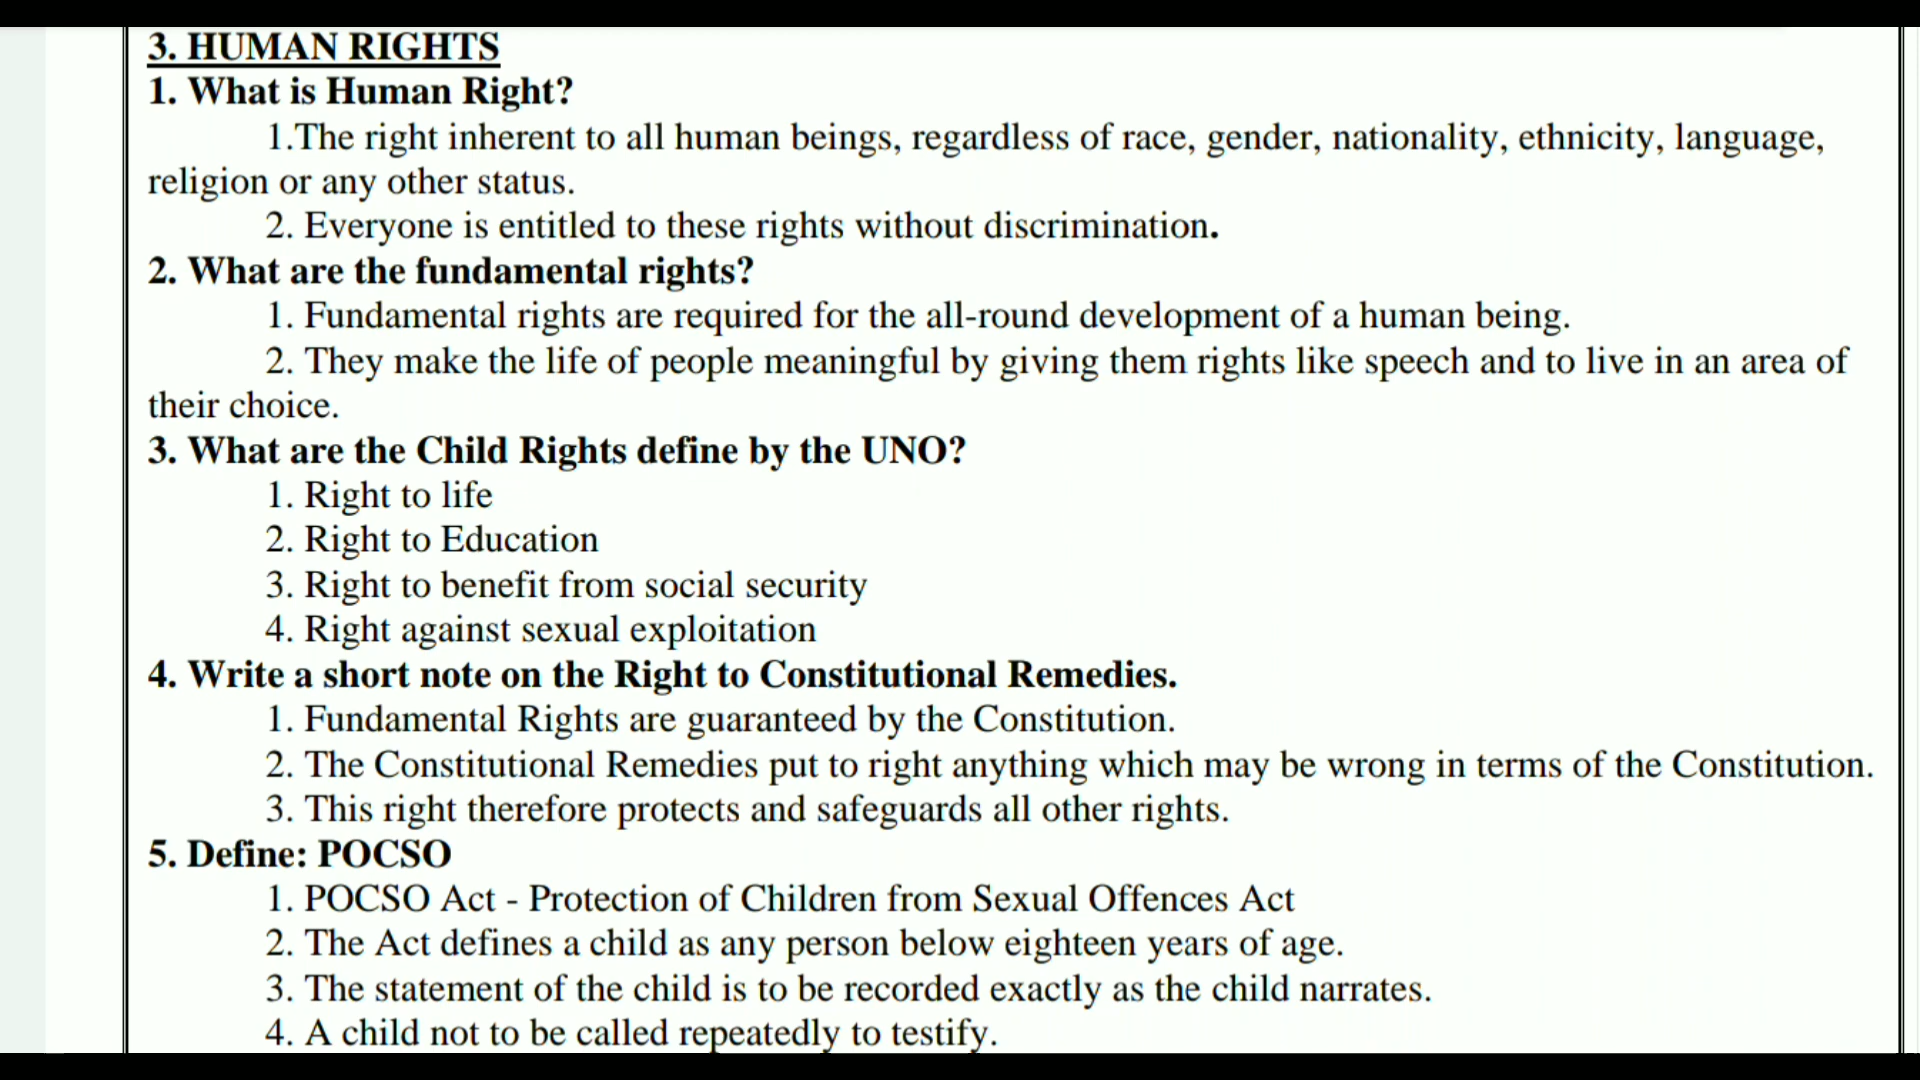 3. HUMAN RIGHTS
1. What is Human Right?
1.The right inherent to all human beings, regardless of race, gender, nationality, ethnicity, language,
religion or any other status.
2. Everyone is entitled to these rights without discrimination.
2. What are the fundamental rights?
1. Fundamental rights are required for the all-round development of a human being.
2. They make the life of people meaningful by giving them rights like speech and to live in an area of
their choice.
3. What are the Child Rights define by the UNO?
1. Right to life
2. Right to Education
3. Right to benefit from social security
4. Right against sexual exploitation
4. Write a short note on the Right to Constitutional Remedies.
1. Fundamental Rights are guaranteed by the Constitution.
2. The Constitutional Remedies put to right anything which may be wrong in terms of the Constitution.
3. This right therefore protects and safeguards all other rights.
5. Define: POCSO
1. POCSO Act - Protection of Children from Sexual Offences Act
2. The Act defines a child as any person below eighteen years of age.
3. The statement of the child is to be recorded exactly as the child narrates.
4. A child not to be called repeatedly to testify.